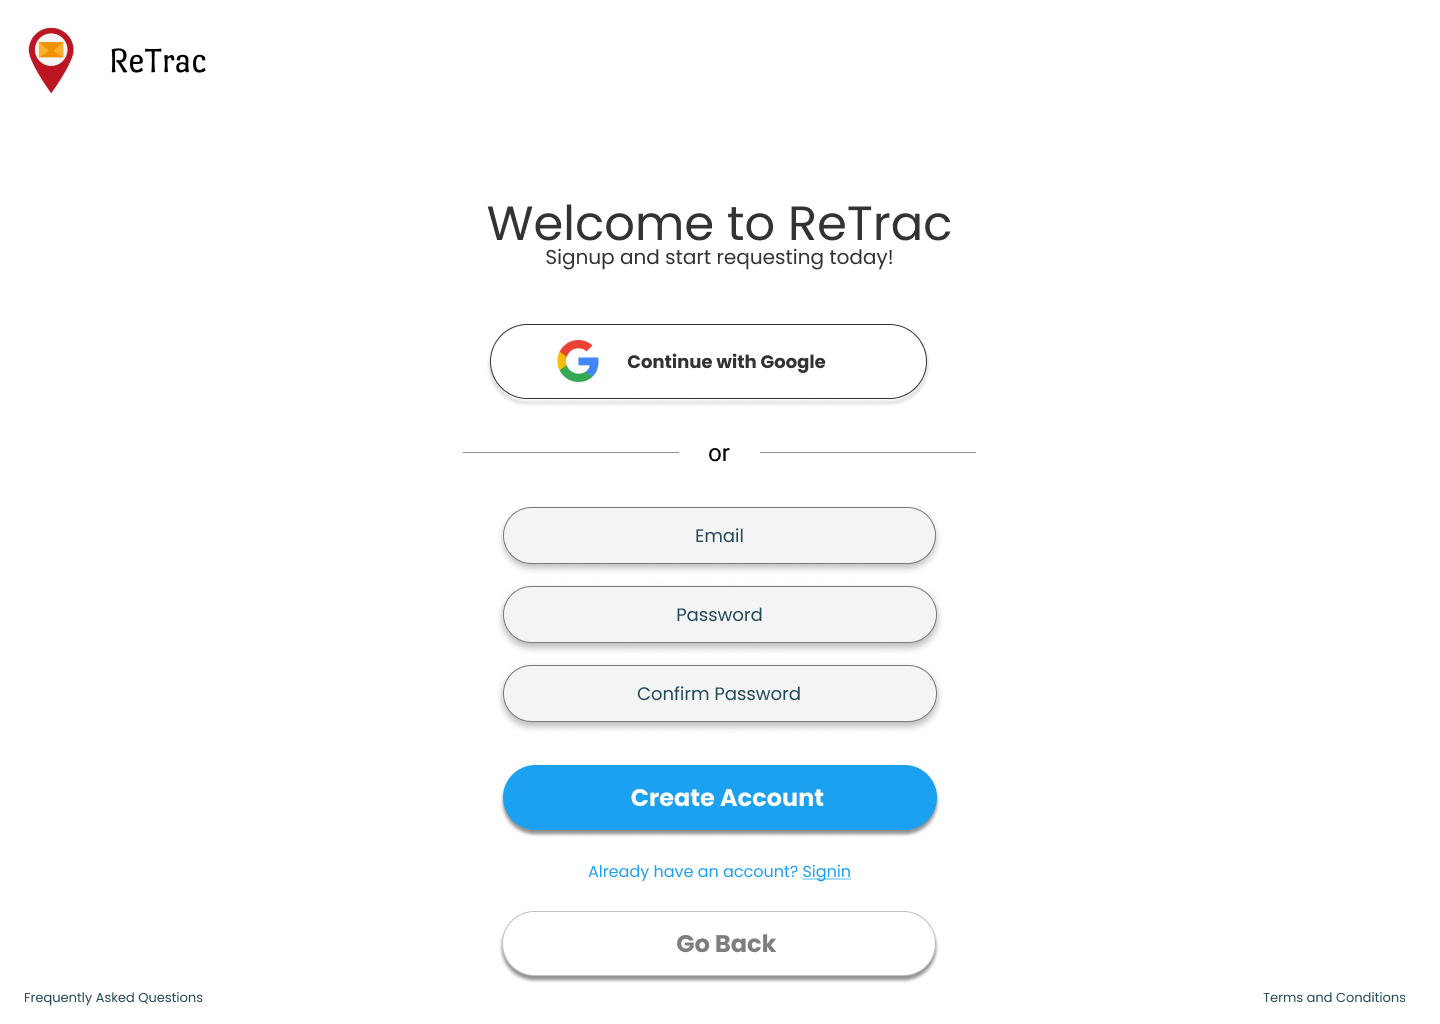 ReTrac
Welcome to ReTrac
Signup and start requesting today!
Continue with Google
or
Email
Password
Confirm Password
Create Account
Already have an account? Signin
Go Back
Frequently Asked Questions
Terms and Conditions